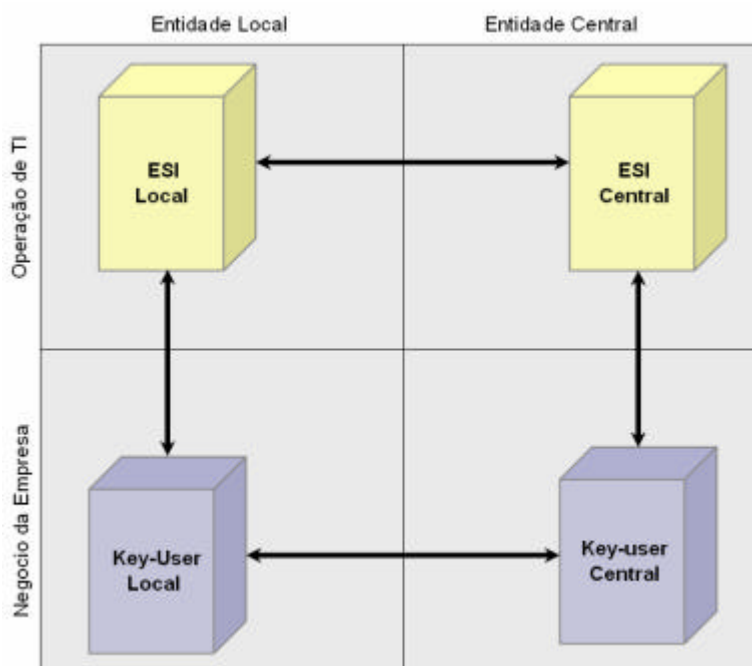 Entidade Local
Entidade Central
Operação de TI
ESI
Local
ESI
Central
Negocio da Empresa
Key-User
Local
Key-user
Central